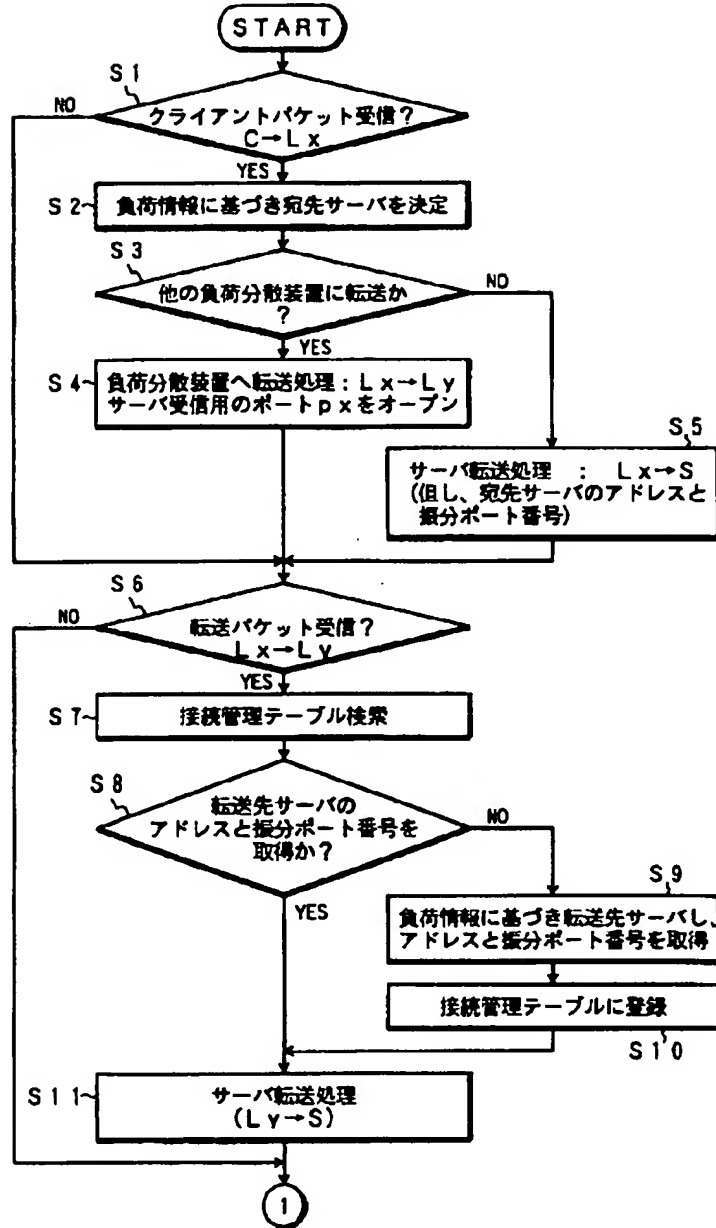 START
S1
NO
クライアントパケット受信?
C→Lx
YES
S2
負荷情報に基づき宛先サーバを決定
S3
NO
他の負荷分散装置に転送か
?
YES
S4
負荷分散装置へ転送処理:Lx→Ly
サーバ受信用のポートpxをオープン
S5
サーバ転送処理 : Lx→S
(但し、宛先サーバのアドレスと
振分ポート番号)
S6
NO
転送パケット受信?
Lx→Ly
YES
S7
接続管理テーブル検索
S8
転送先サーバの
アドレスと振分ポート番号を
取得か?
NO
YES
S9
負荷情報に基づき転送先サーバし、
アドレスと振分ポート番号を取得
接続管理テーブルに登録
S10
S11
サーバ転送処理
(Ly→S)
1